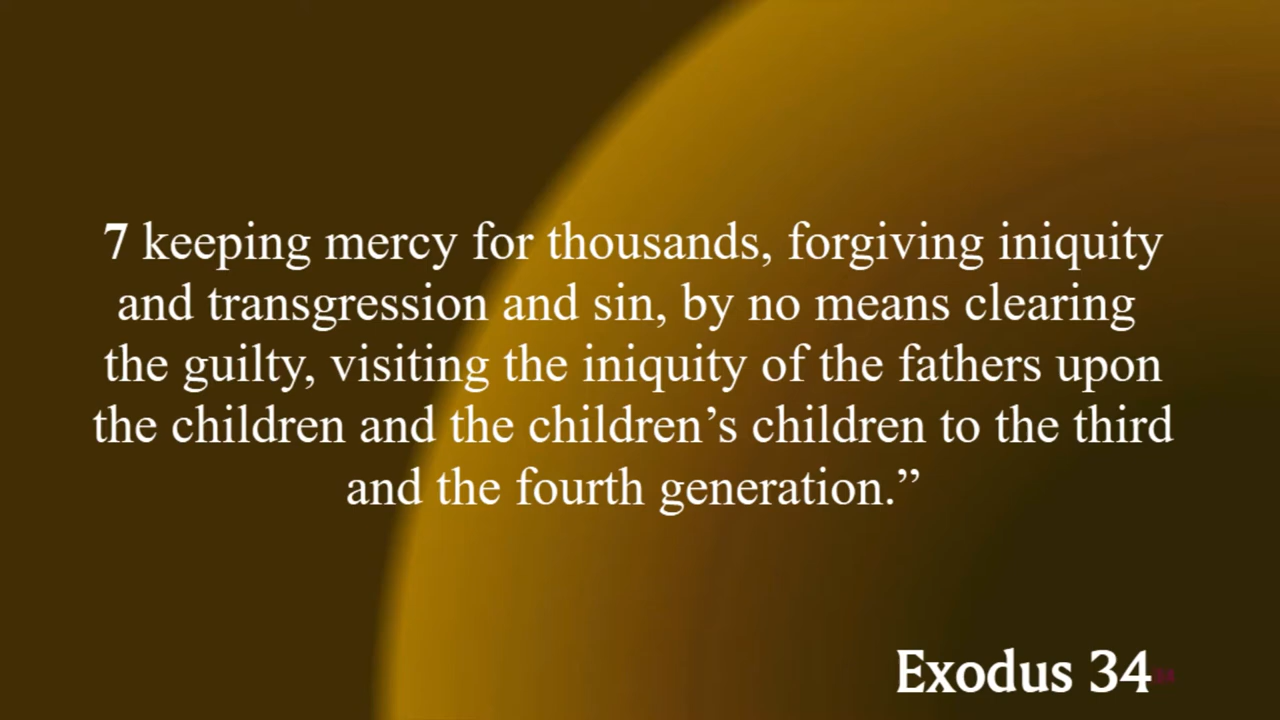 7 keeping mercy for thousands, forgiving iniquity
and transgression and sin, by no means clearing
the guilty, visiting the iniquity of the fathers upon
the children and the children’s children to the third
and the fourth generation.”
Exodus 34